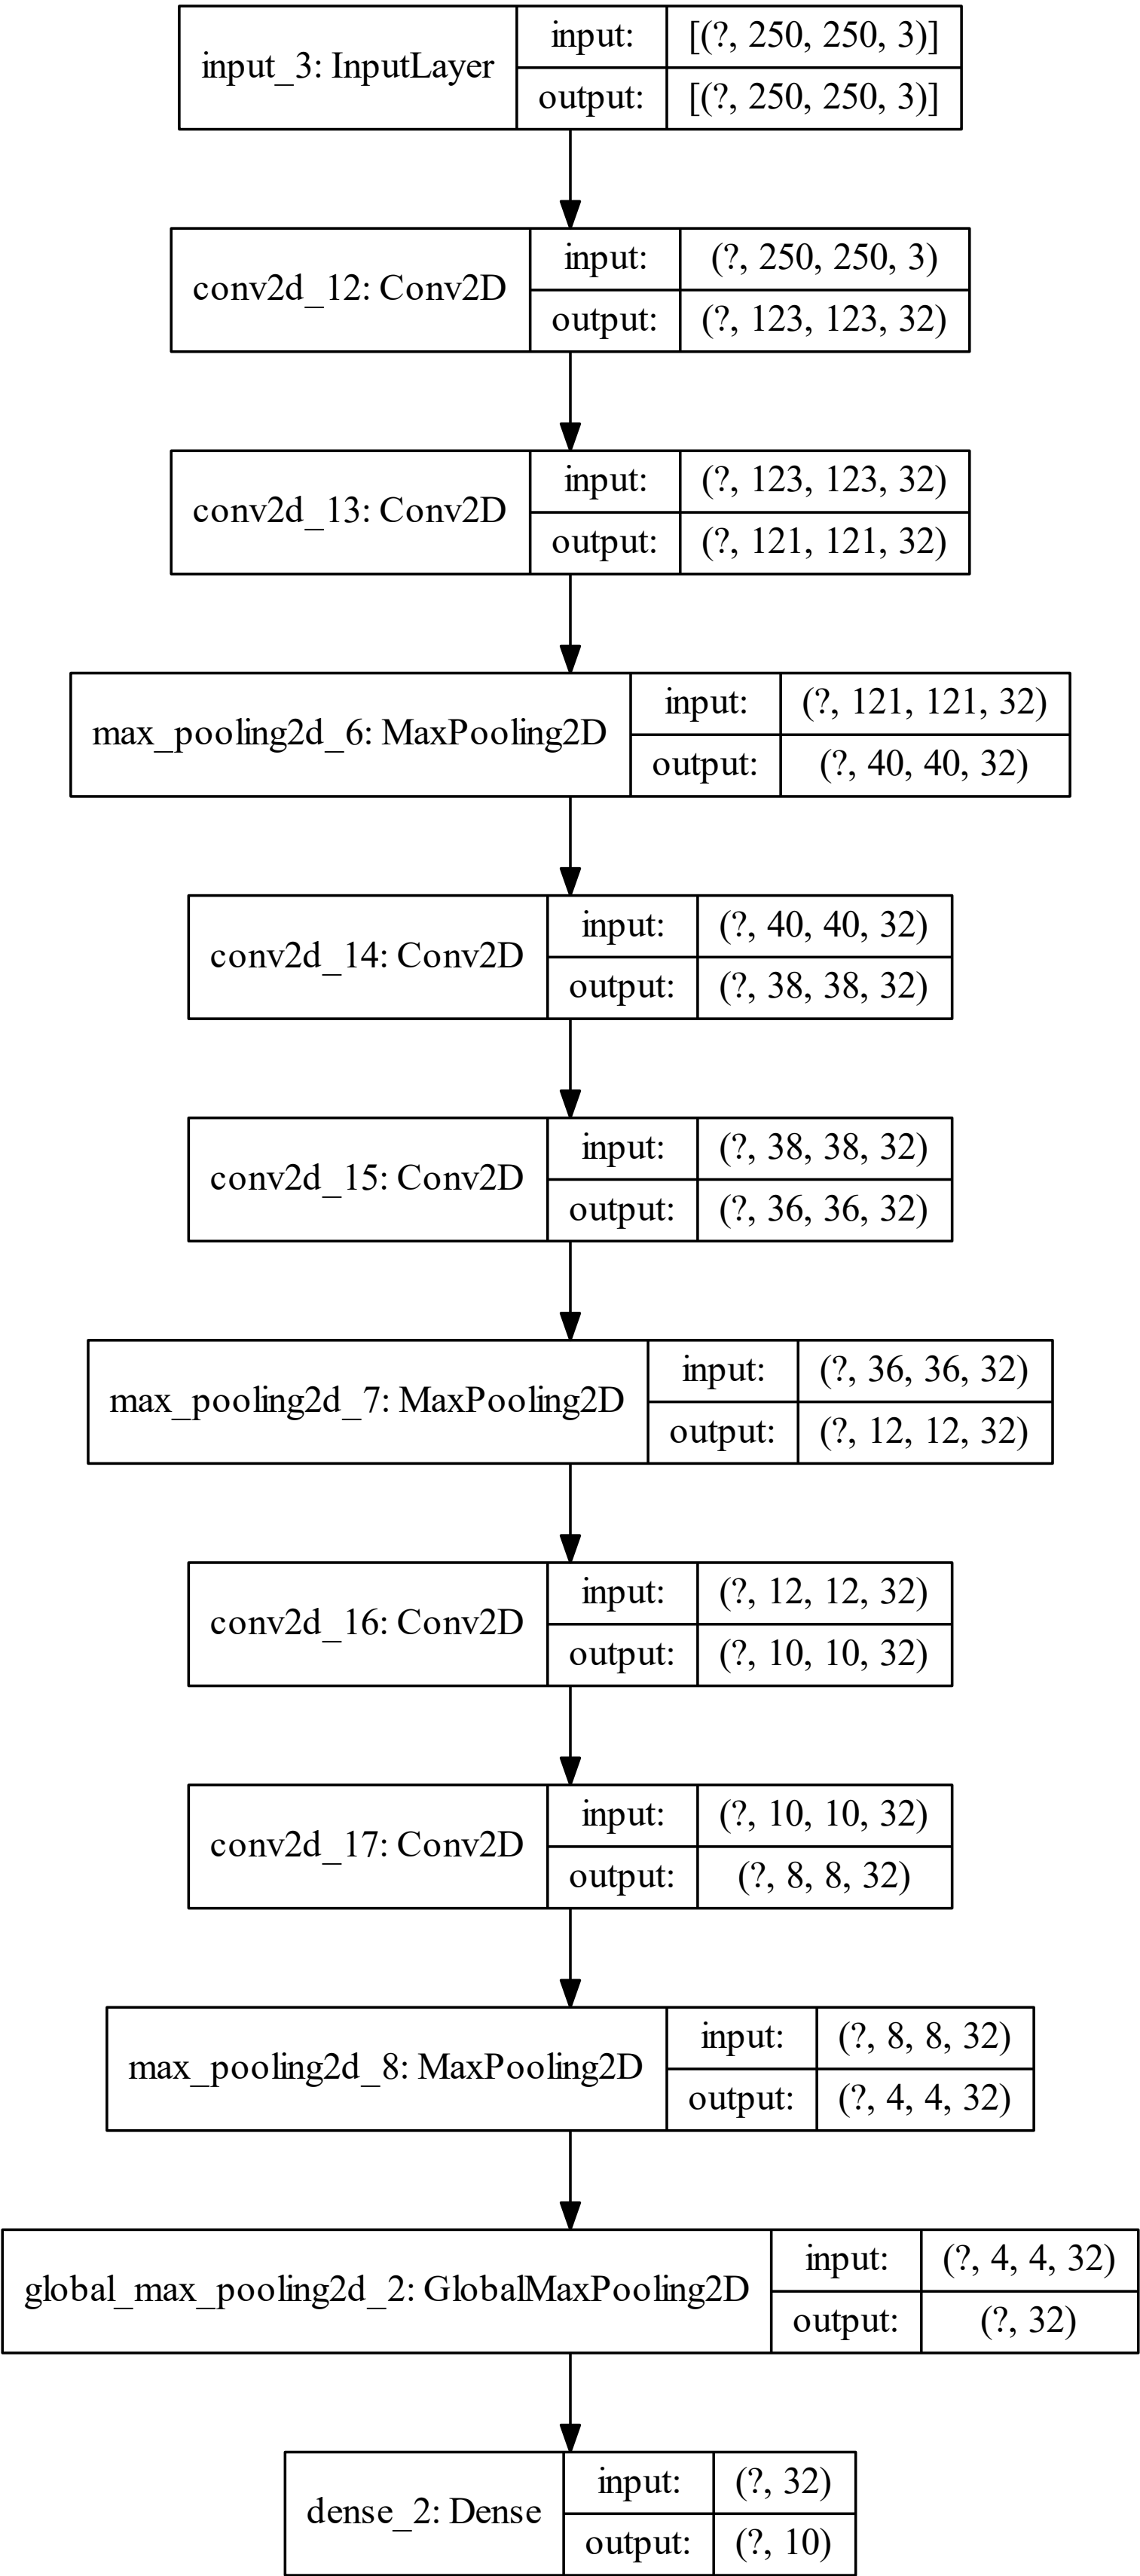 input_3: InputLayer
input: [(?, 250, 250, 3)]
output: [(?, 250, 250, 3)]
conv2d_12: Conv2D
input: (?, 250, 250, 3)
output: (?, 123, 123, 32)
conv2d_13: Conv2D
input: (?, 123, 123, 32)
output: (?, 121, 121, 32)
max_pooling2d_6: MaxPooling2D
input: (?, 121, 121, 32)
output: (?, 40, 40, 32)
conv2d_14: Conv2D
input: (?, 40, 40, 32)
output: (?, 38, 38, 32)
conv2d_15: Conv2D
input: (?, 38, 38, 32)
output: (?, 36, 36, 32)
max_pooling2d_7: MaxPooling2D
input: (?, 36, 36, 32)
output: (?, 12, 12, 32)
conv2d_16: Conv2D
input: (?, 12, 12, 32)
output: (?, 10, 10, 32)
conv2d_17: Conv2D
input: (?, 10, 10, 32)
output: (?, 8, 8, 32)
max_pooling2d_8: MaxPooling2D
input: (?, 8, 8, 32)
output: (?, 4, 4, 32)
global_max_pooling2d_2: GlobalMaxPooling2D
input: (?, 4, 4, 32)
output: (?, 32)
dense_2: Dense
input: (?, 32)
output: (?, 10)